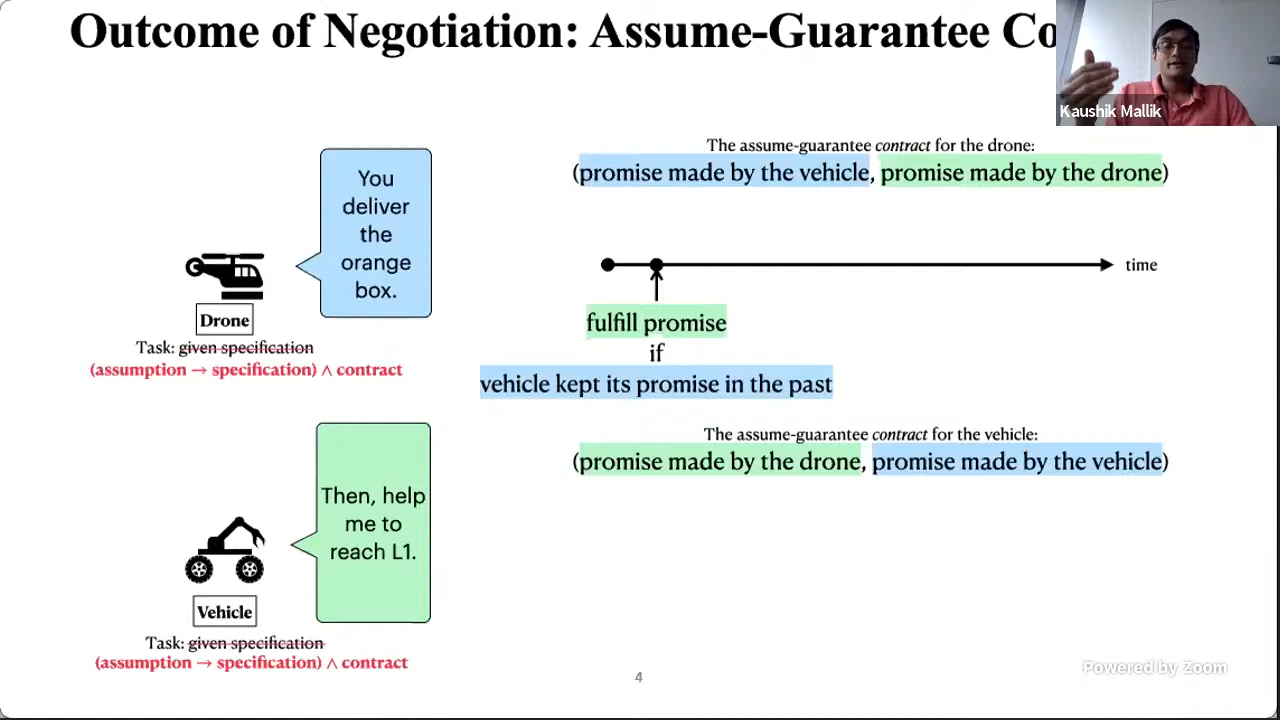 Outcome of Negotiation: Assume-Guarantee Co
Kaushik Mallik
You
deliver
the
orange
box.
Drone
Task: given specification
(assumption → specification) ∧ contract
The assume-guarantee contract for the drone:
(promise made by the vehicle, promise made by the drone)
time
fulfill promise
if
vehicle kept its promise in the past
The assume-guarantee contract for the vehicle:
(promise made by the drone, promise made by the vehicle)
Then, help
me to
reach L1.
Vehicle
Task: given specification
(assumption → specification) ∧ contract
4
Powered by Zoom